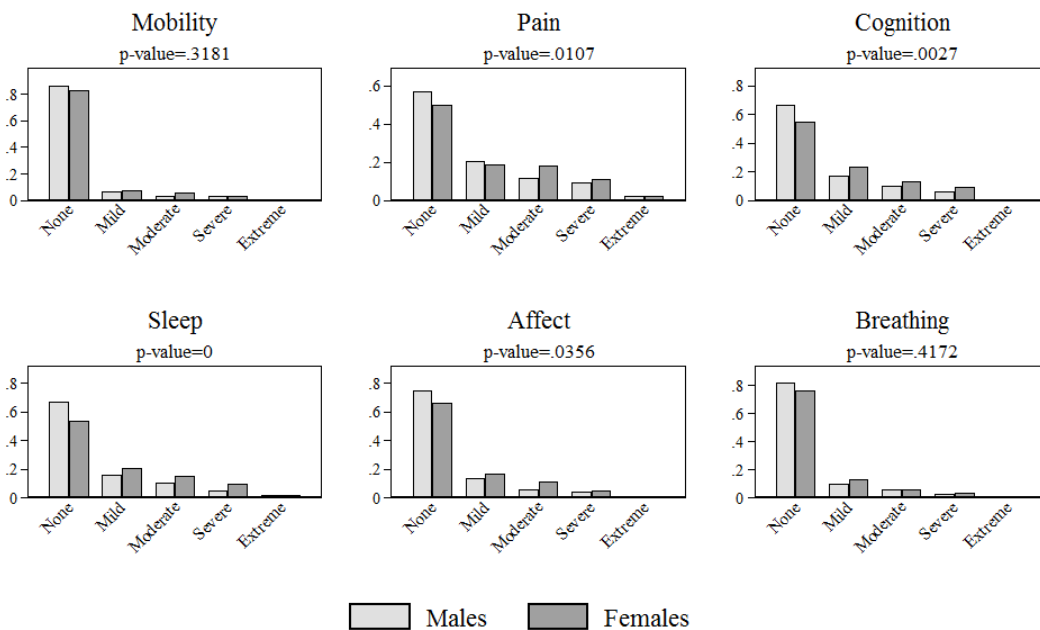 Mobility
p-value=.3181
.8
.6
.4
.2
0
None
Mild
Moderate
Severe
Extreme
Pain
p-value=.0107
.6
.4
.2
0
None
Mild
Moderate
Severe
Extreme
Cognition
p-value=.0027
.8
.6
.4
.2
0
None
Mild
Moderate
Severe
Extreme
Sleep
p-value=0
.8
.6
.4
.2
0
None
Mild
Moderate
Severe
Extreme
Affect
p-value=.0356
.8
.6
.4
.2
0
None
Mild
Moderate
Severe
Extreme
Breathing
p-value=.4172
.8
.6
.4
.2
0
None
Mild
Moderate
Severe
Extreme
Males
Females